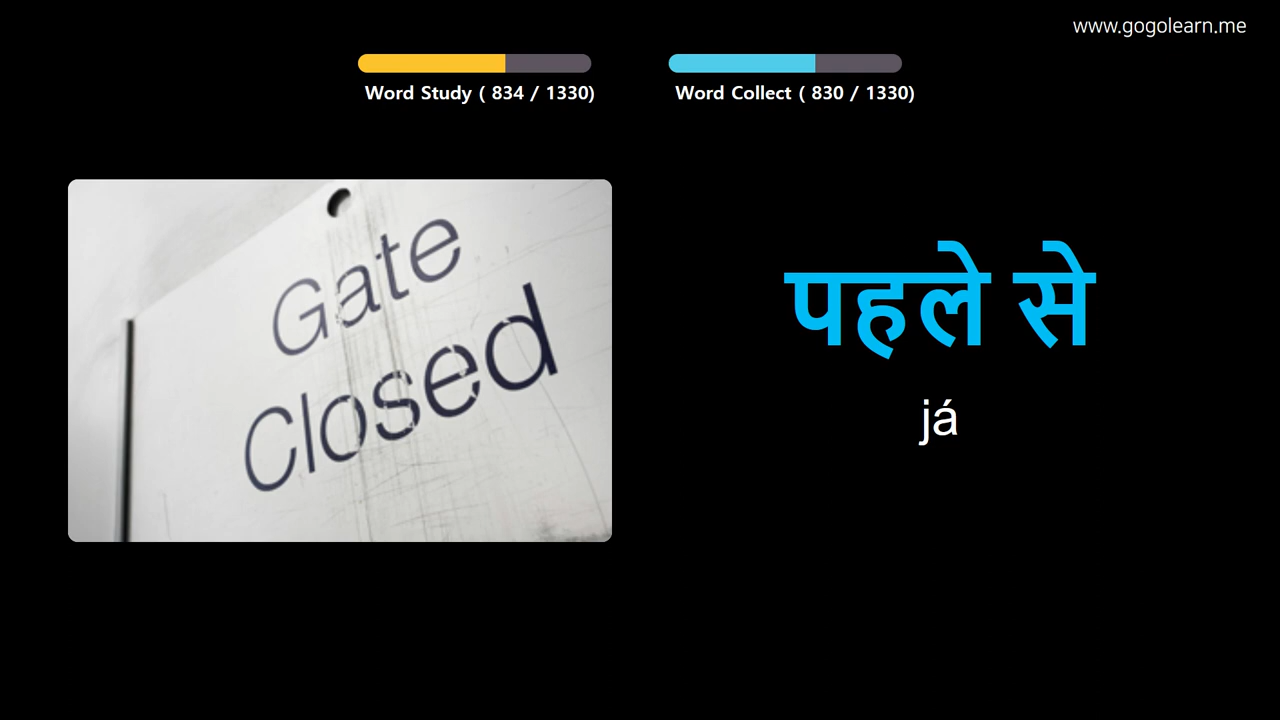 www.gogolearn.me
Word Study ( 834 / 1330)
Word Collect ( 830 / 1330)
Gate
Closed
पहले से
já